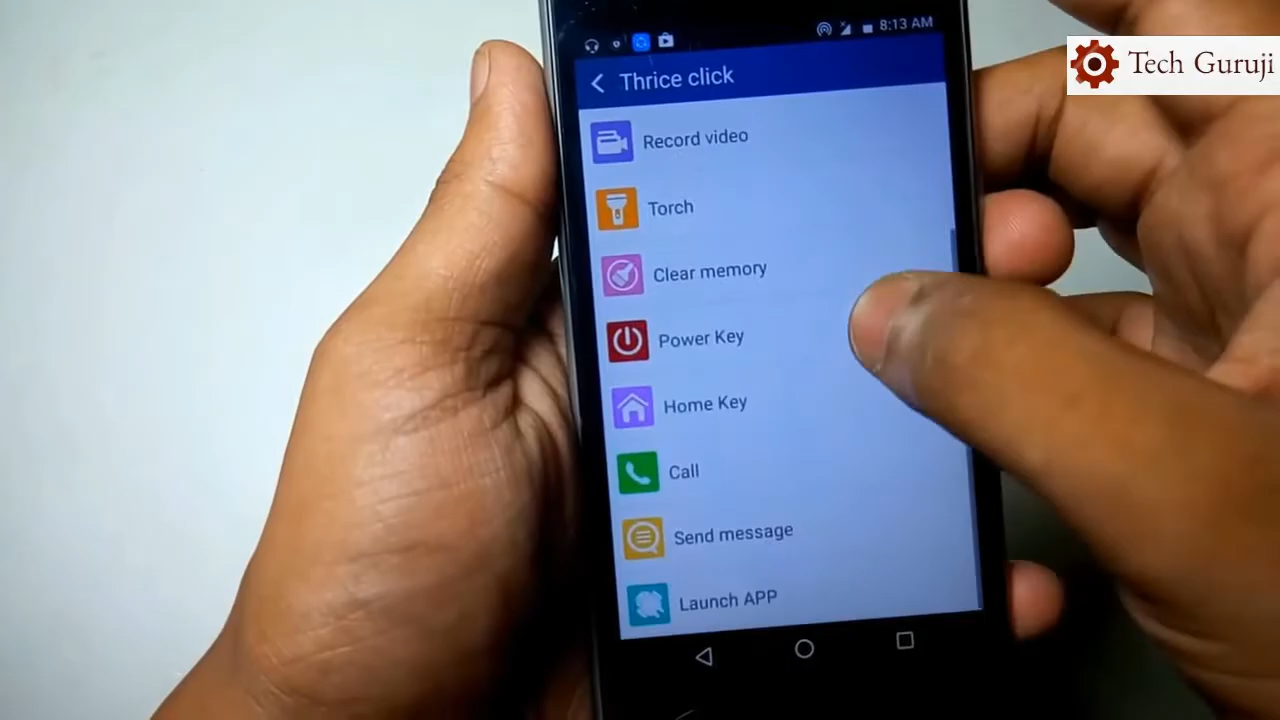 8:13 AM
Tech Guruji
Thrice click
Record video
Torch
Clear memory
Power Key
Home Key
Call
Send message
Launch APP